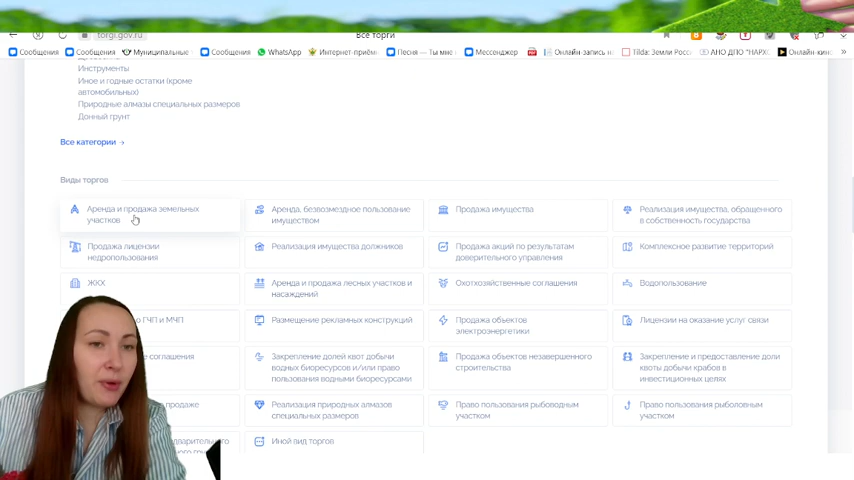 torgi.gov.ru
Все торги
Сообщения
Сообщения
Муниципальные
Сообщения
WhatsApp
Интернет-приём
Песня — Ты мне
Мессенджер
Онлайн-запись н
Tilda: Земли Росс
АНО ДПО "НАРХ
Онлайн-кин
»
Инструменты
Иное и годные остатки (кроме
автомобильных)
Природные алмазы специальных размеров
Донный грунт
Все категории →
Виды торгов
Аренда и продажа земельных
участков
Аренда, безвозмездное пользование
имуществом
Продажа имущества
Реализация имущества, обращенного
в собственность государства
Продажа лицензии
недропользования
Реализация имущества должников
Продажа акций по результатам
доверительного управления
Комплексное развитие территорий
ЖКХ
Аренда и продажа лесных участков и
насаждений
Охотхозяйственные соглашения
Водопользование
о ГЧП и МЧП
Размещение рекламных конструкций
Продажа объектов
электроэнергетики
Лицензии на оказание услуг связи
е соглашения
Закрепление долей квот добычи
водных биоресурсов и/или право
пользования водными биоресурсами
Продажа объектов незавершенного
строительства
Закрепление и предоставление доли
квоты добычи крабов в
инвестиционных целях
продаже
Реализация природных алмазов
специальных размеров
Право пользования рыбоводным
участком
Право пользования рыболовным
участком
едварительного
Иной вид торгов